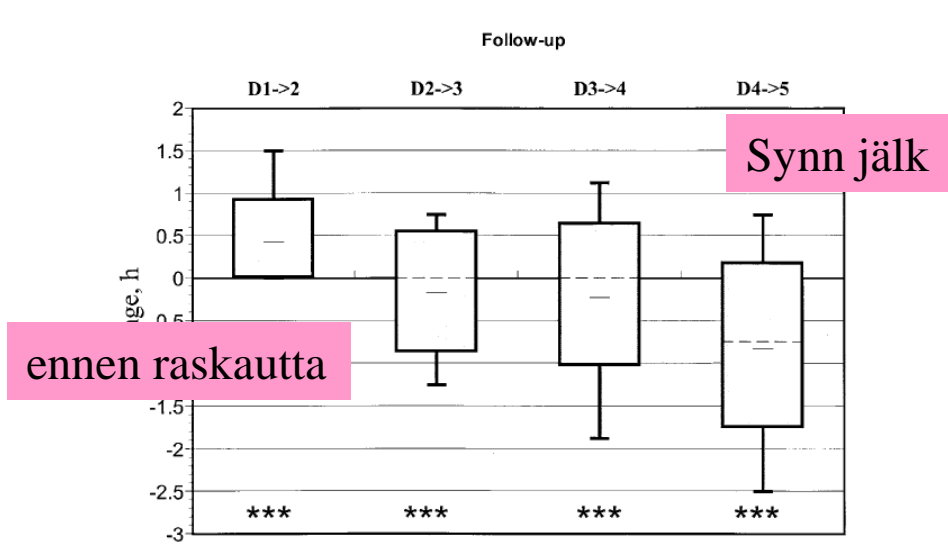 Follow-up
D1->2 D2->3 D3->4 D4->5
2
Synn jälk
1.5
1
0.5
0
ge, h
ennen raskautta
-1.5
-2
-2.5
*** *** *** ***
-3